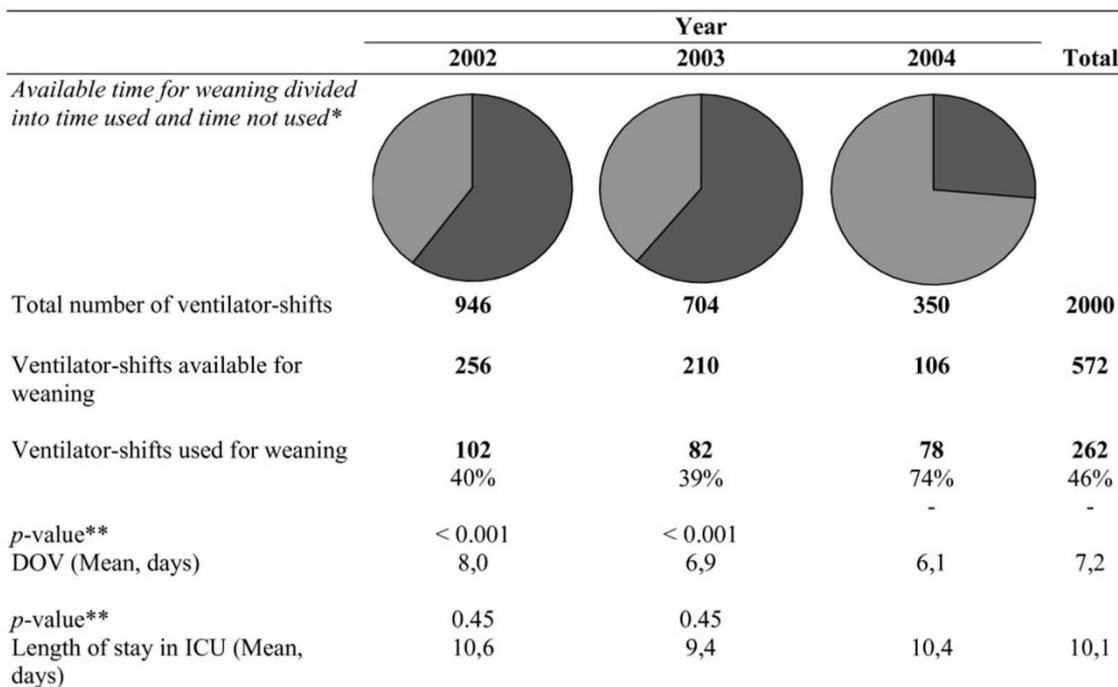 Year
2002 2003 2004 Total
Available time for weaning divided
into time used and time not used*
Total number of ventilator-shifts 946 704 350 2000
Ventilator-shifts available for 256 210 106 572
weaning
Ventilator-shifts used for weaning 102 82 78 262
40% 39% 74% 46%
- -
p-value** < 0.001 < 0.001
DOV (Mean, days) 8,0 6,9 6,1 7,2
p-value** 0.45 0.45
Length of stay in ICU (Mean, 10,6 9,4 10,4 10,1
days)